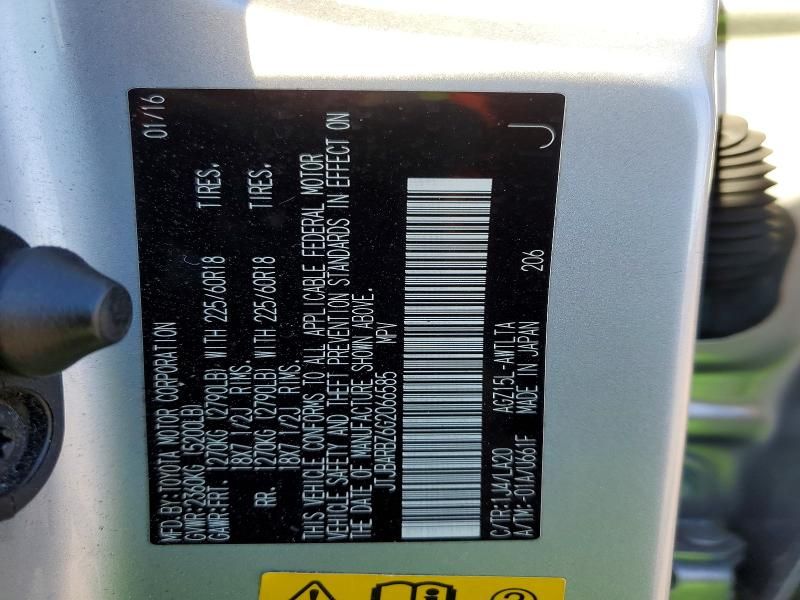 MFD.BY:TOYOTA MOTOR CORPORATION 01/16
GVWR:2360KG (5200LB)
GAWR:FRT 1270KG (2790LB) WITH 225/60R18 TIRES.
18X7 1/2J RIMS.
RR. 1270KG (2790LB) WITH 225/60R18 TIRES.
18X7 1/2J RIMS.
THIS VEHICLE CONFORMS TO ALL APPLICABLE FEDERAL MOTOR
VEHICLE SAFETY AND THEFT PREVENTION STANDARDS IN EFFECT ON
THE DATE OF MANUFACTURE SHOWN ABOVE.
JTJBARBZ6G2066585 MPV
C/TR:1J4/LA20 AGZ15L-AWTLTA
A/TM:-01A/U661F MADE IN JAPAN 206 J